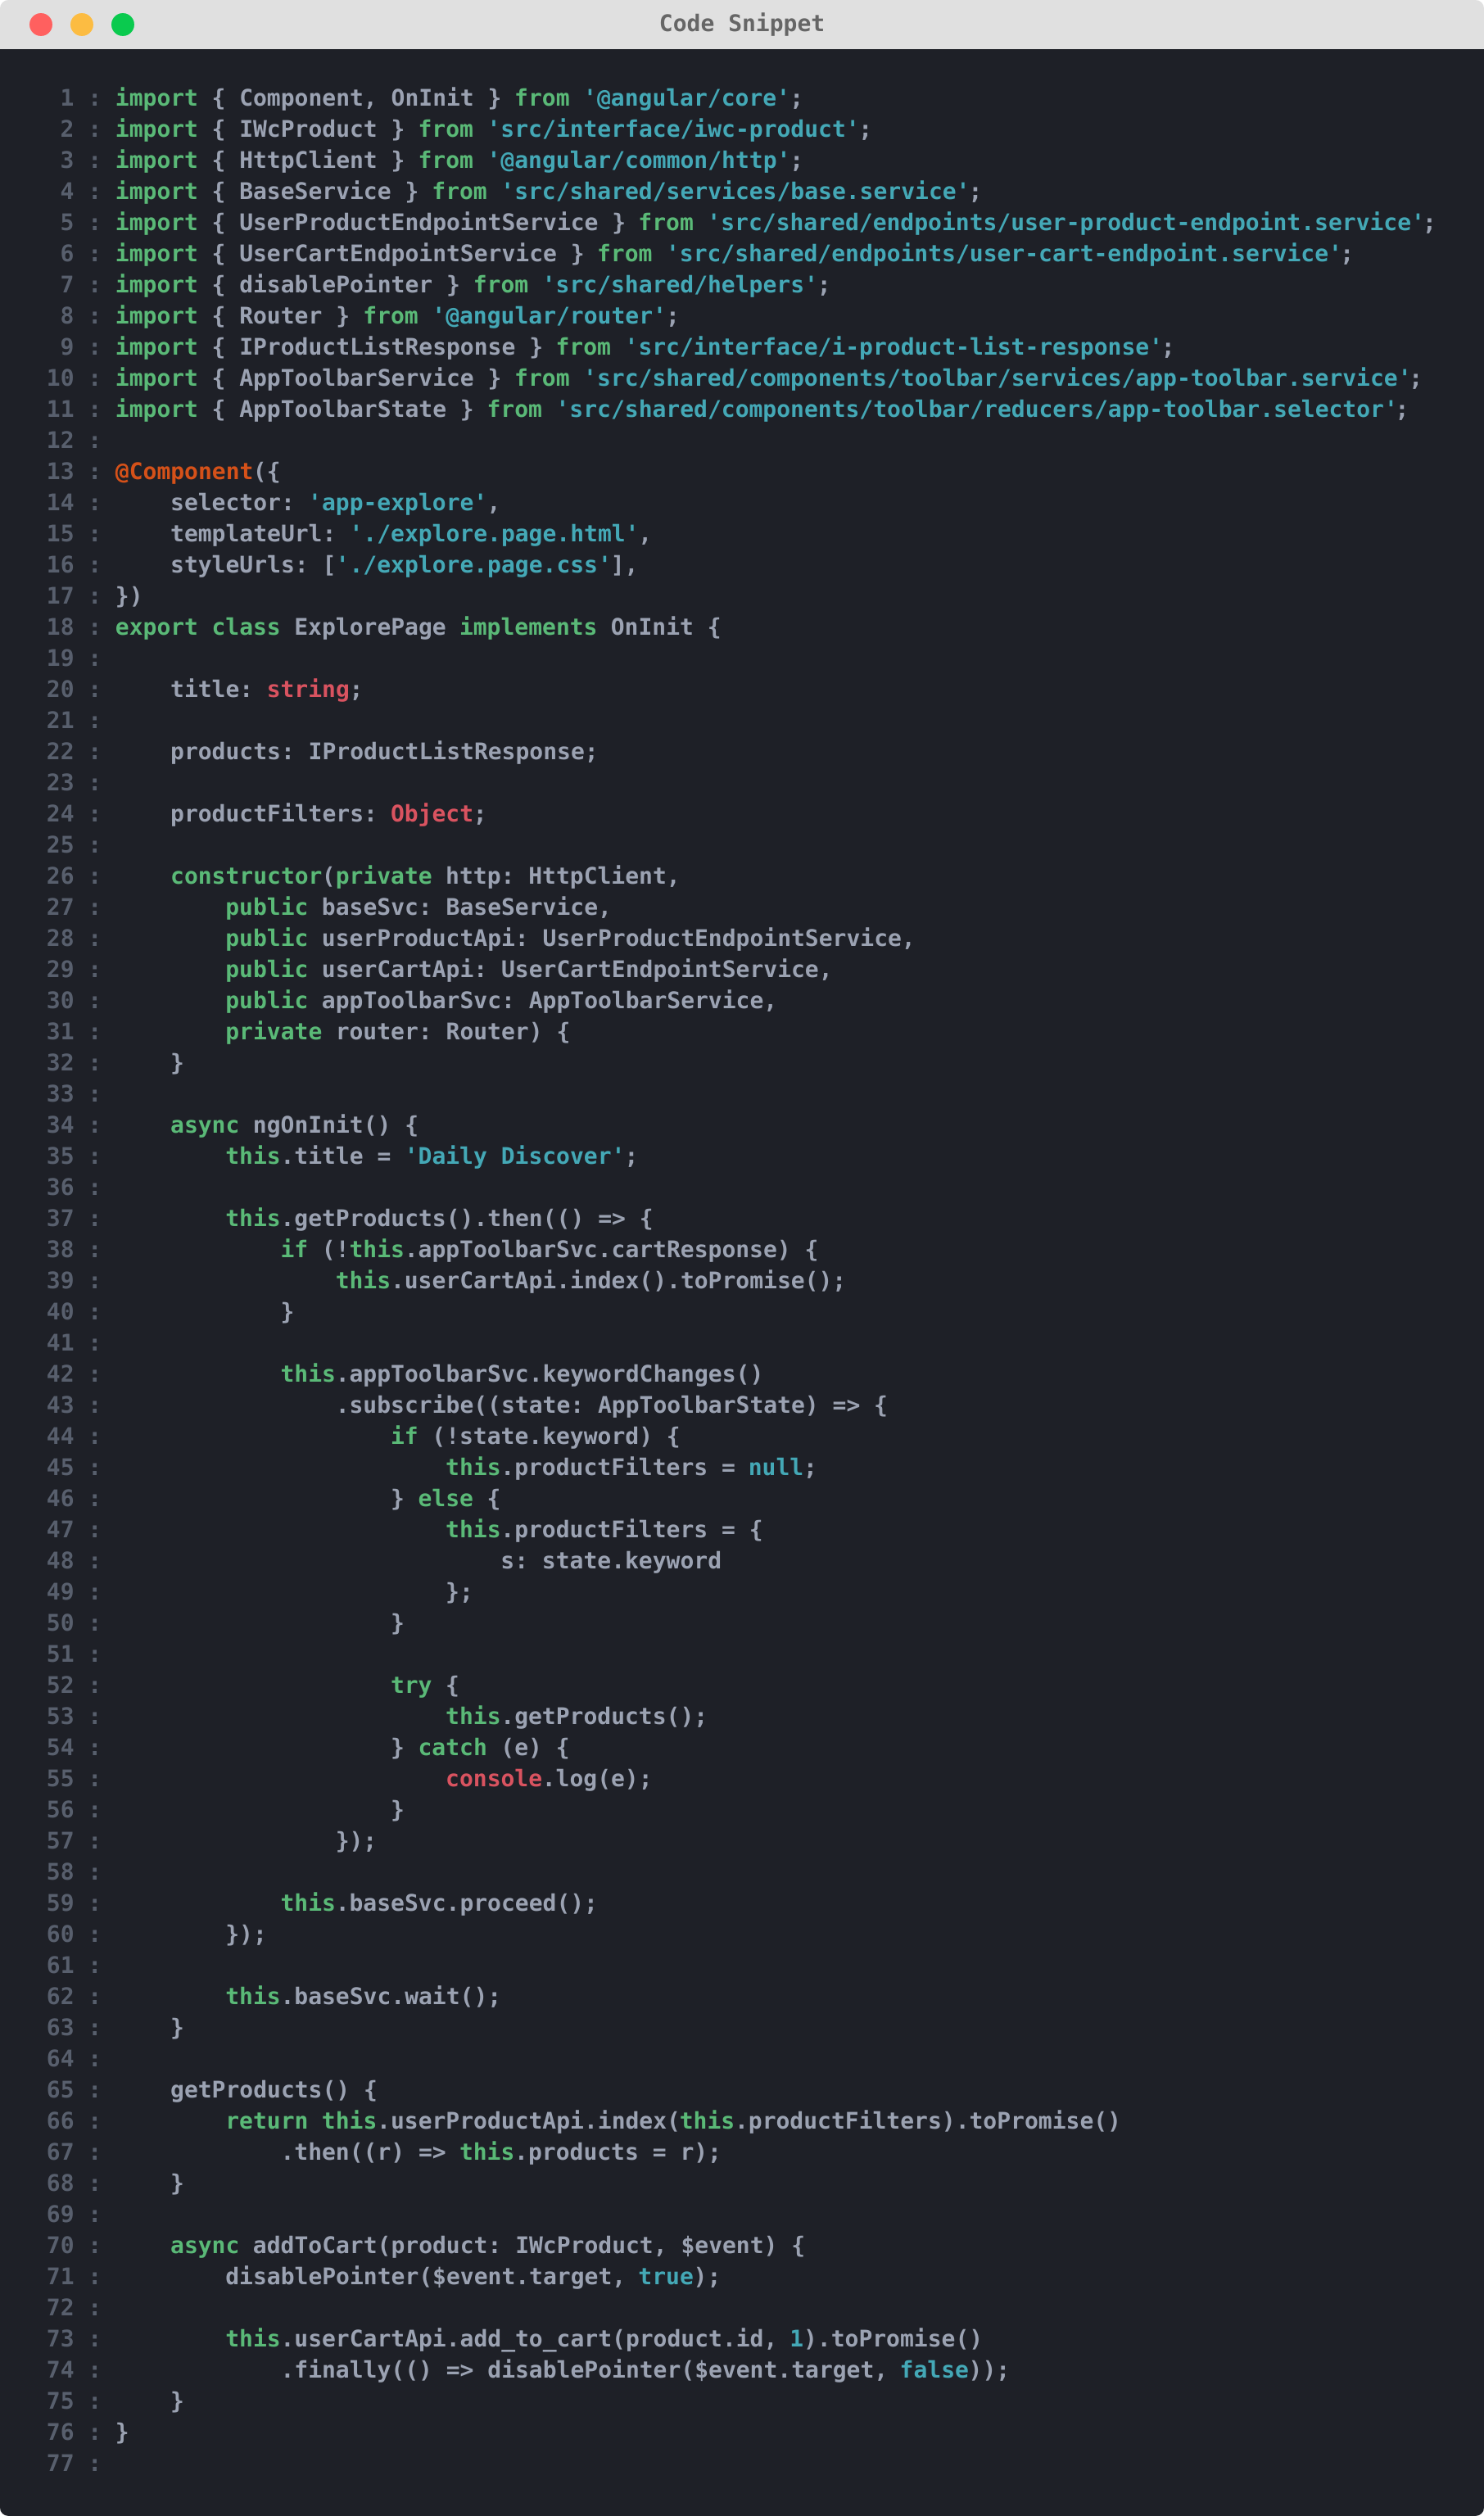 Code Snippet
1 : import { Component, OnInit } from '@angular/core';
2 : import { IWcProduct } from 'src/interface/iwc-product';
3 : import { HttpClient } from '@angular/common/http';
4 : import { BaseService } from 'src/shared/services/base.service';
5 : import { UserProductEndpointService } from 'src/shared/endpoints/user-product-endpoint.service';
6 : import { UserCartEndpointService } from 'src/shared/endpoints/user-cart-endpoint.service';
7 : import { disablePointer } from 'src/shared/helpers';
8 : import { Router } from '@angular/router';
9 : import { IProductListResponse } from 'src/interface/i-product-list-response';
10 : import { AppToolbarService } from 'src/shared/components/toolbar/services/app-toolbar.service';
11 : import { AppToolbarState } from 'src/shared/components/toolbar/reducers/app-toolbar.selector';
12 :
13 : @Component({
14 :     selector: 'app-explore',
15 :     templateUrl: './explore.page.html',
16 :     styleUrls: ['./explore.page.css'],
17 : })
18 : export class ExplorePage implements OnInit {
19 :
20 :     title: string;
21 :
22 :     products: IProductListResponse;
23 :
24 :     productFilters: Object;
25 :
26 :     constructor(private http: HttpClient,
27 :         public baseSvc: BaseService,
28 :         public userProductApi: UserProductEndpointService,
29 :         public userCartApi: UserCartEndpointService,
30 :         public appToolbarSvc: AppToolbarService,
31 :         private router: Router) {
32 :     }
33 :
34 :     async ngOnInit() {
35 :         this.title = 'Daily Discover';
36 :
37 :         this.getProducts().then(() => {
38 :             if (!this.appToolbarSvc.cartResponse) {
39 :                 this.userCartApi.index().toPromise();
40 :             }
41 :
42 :             this.appToolbarSvc.keywordChanges()
43 :                 .subscribe((state: AppToolbarState) => {
44 :                     if (!state.keyword) {
45 :                         this.productFilters = null;
46 :                     } else {
47 :                         this.productFilters = {
48 :                             s: state.keyword
49 :                         };
50 :                     }
51 :
52 :                     try {
53 :                         this.getProducts();
54 :                     } catch (e) {
55 :                         console.log(e);
56 :                     }
57 :                 });
58 :
59 :             this.baseSvc.proceed();
60 :         });
61 :
62 :         this.baseSvc.wait();
63 :     }
64 :
65 :     getProducts() {
66 :         return this.userProductApi.index(this.productFilters).toPromise()
67 :             .then((r) => this.products = r);
68 :     }
69 :
70 :     async addToCart(product: IWcProduct, $event) {
71 :         disablePointer($event.target, true);
72 :
73 :         this.userCartApi.add_to_cart(product.id, 1).toPromise()
74 :             .finally(() => disablePointer($event.target, false));
75 :     }
76 : }
77 :